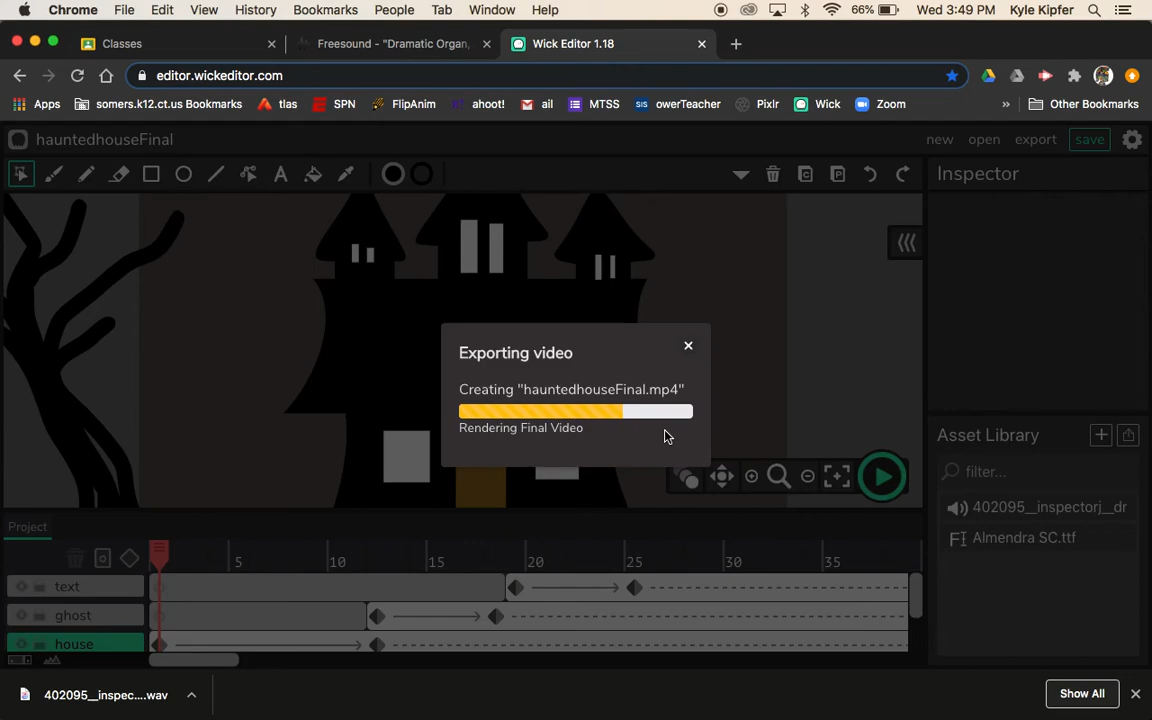 Chrome File Edit View History Bookmarks People Tab Window Help 66% Wed 3:49 PM Kyle Kipfer
Classes Freesound - "Dramatic Organ, Wick Editor 1.18
editor.wickeditor.com
Apps somers.k12.ct.us Bookmarks tlas SPN FlipAnim ahoot! ail MTSS SIS owerTeacher Pixlr Wick Zoom » Other Bookmarks
hauntedhouseFinal new open export save
Inspector
Exporting video
Creating "hauntedhouseFinal.mp4"
Rendering Final Video
Asset Library
filter...
402095__inspectorj__dr
Almendra SC.ttf
Project
5 10 15 20 25 30 35
text
ghost
house
402095__inspec....wav Show All